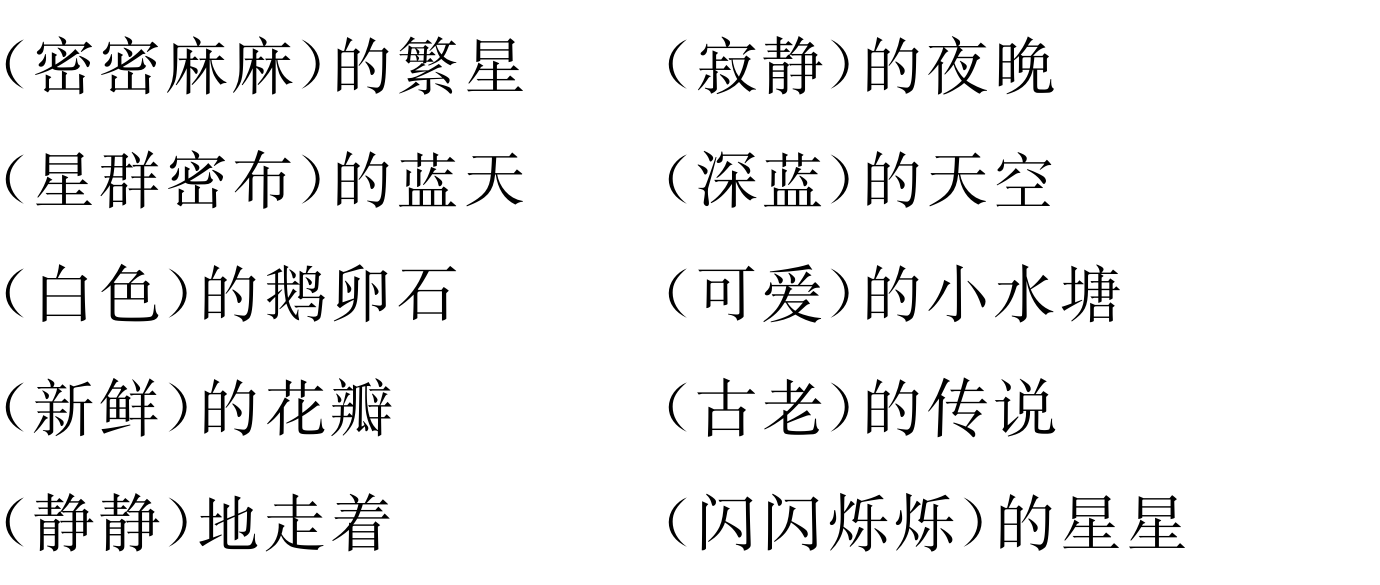 （密密麻麻）的繁星 （寂静）的夜晚
（星群密布）的蓝天 （深蓝）的天空
（白色）的鹅卵石 （可爱）的小水塘
（新鲜）的花瓣 （古老）的传说
（静静）地走着 （闪闪烁烁）的星星